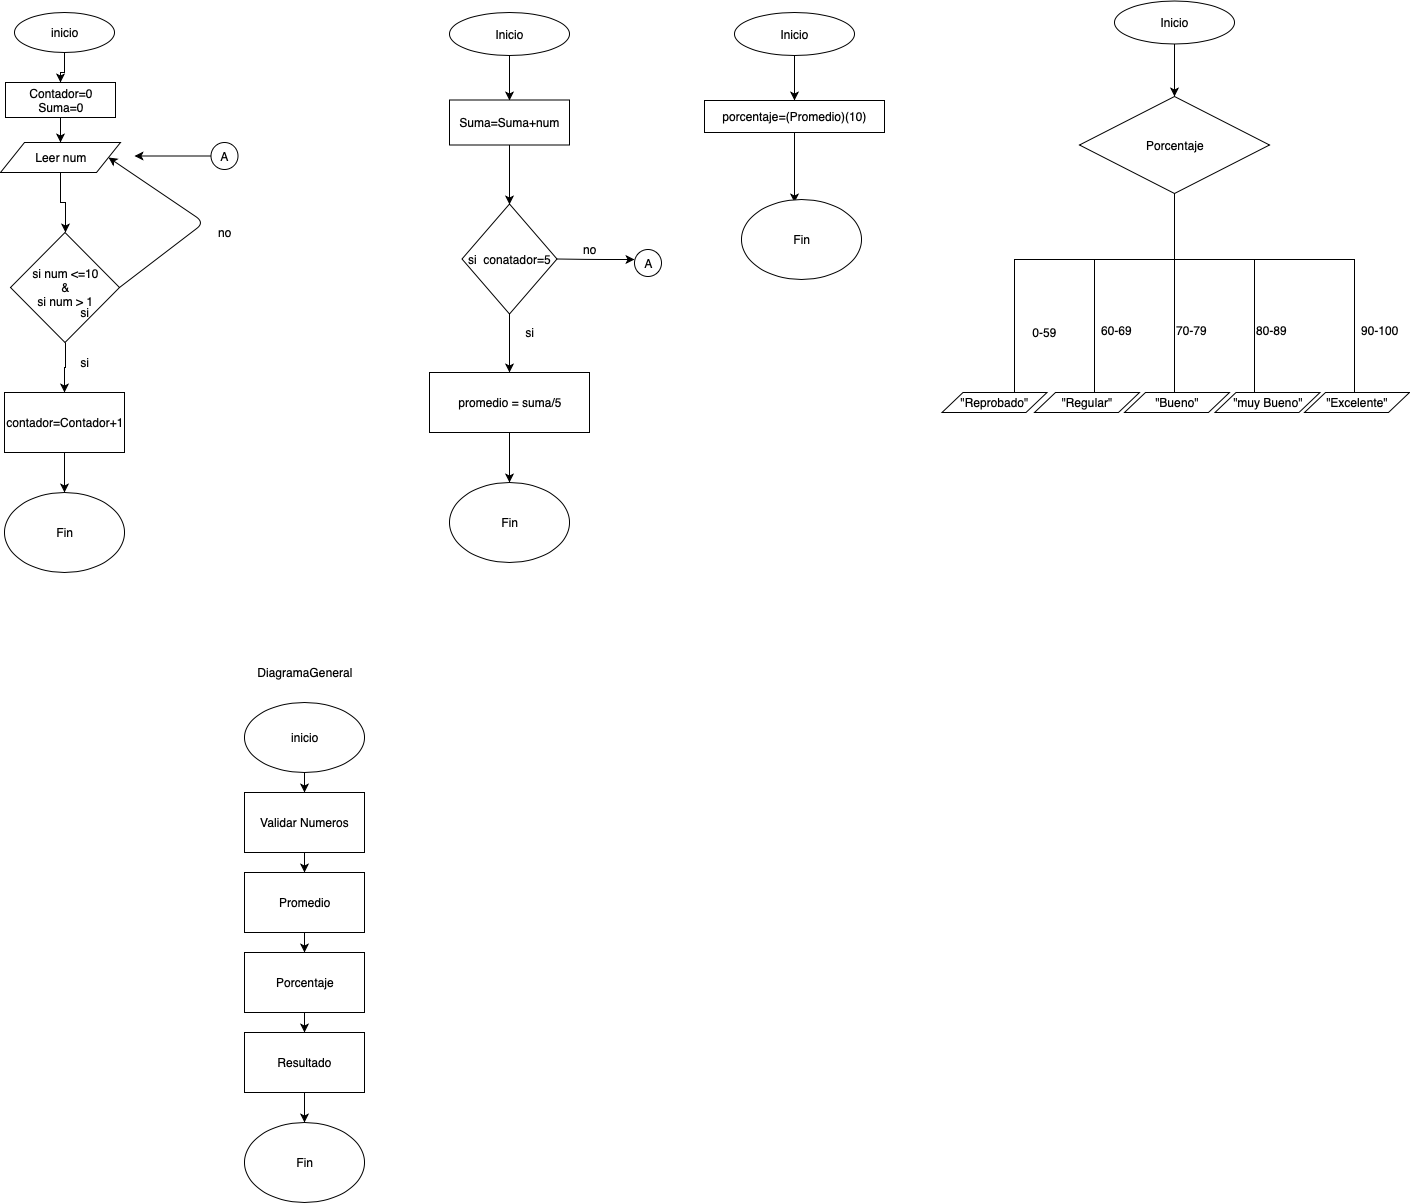 inicio
Contador=0
Suma=0
Leer num
A
no
si num <=10
&
si num > 1
si
si
contador=Contador+1
Fin
Inicio
Suma=Suma+num
si  conatador=5
no
A
si
promedio = suma/5
Fin
Inicio
porcentaje=(Promedio)(10)
Fin
Inicio
Porcentaje
0-59
60-69
70-79
80-89
90-100
"Reprobado"
"Regular"
"Bueno"
"muy Bueno"
"Excelente"
DiagramaGeneral
inicio
Validar Numeros
Promedio
Porcentaje
Resultado
Fin